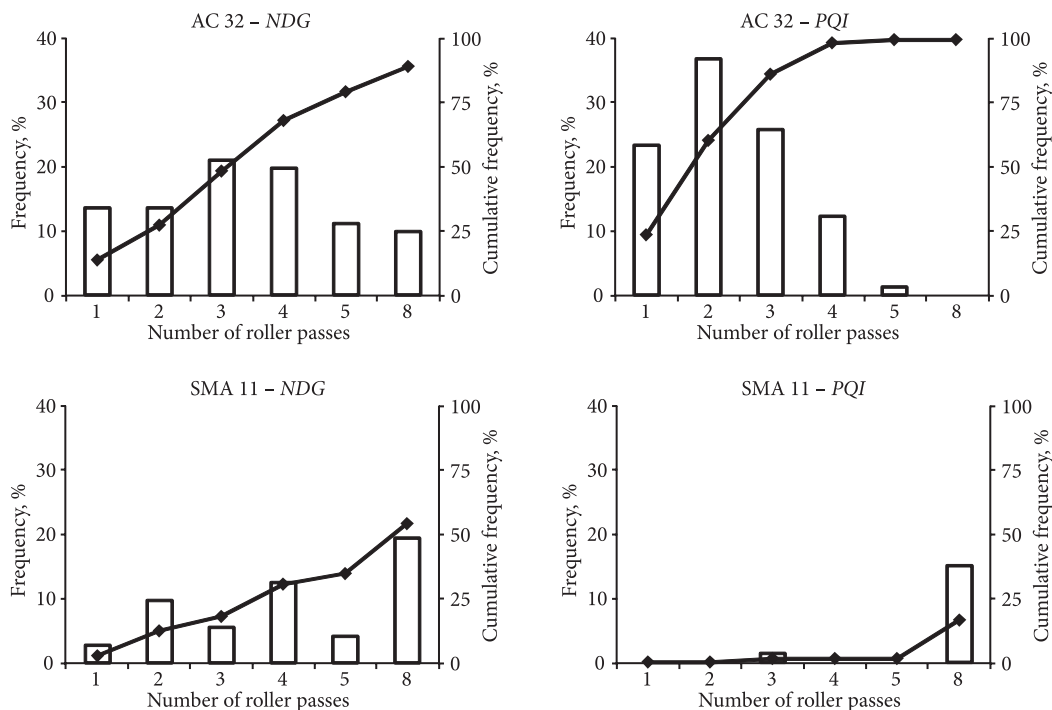 AC 32 – NDG
40
30
20
10
0
Frequency, %
100
75
50
25
0
Cumulative frequency, %
1 2 3 4 5 8
Number of roller passes
AC 32 – PQI
40
30
20
10
0
Frequency, %
100
75
50
25
0
Cumulative frequency, %
1 2 3 4 5 8
Number of roller passes
SMA 11 – NDG
40
30
20
10
0
Frequency, %
100
75
50
25
0
Cumulative frequency, %
1 2 3 4 5 8
Number of roller passes
SMA 11 – PQI
40
30
20
10
0
Frequency, %
100
75
50
25
0
Cumulative frequency, %
1 2 3 4 5 8
Number of roller passes